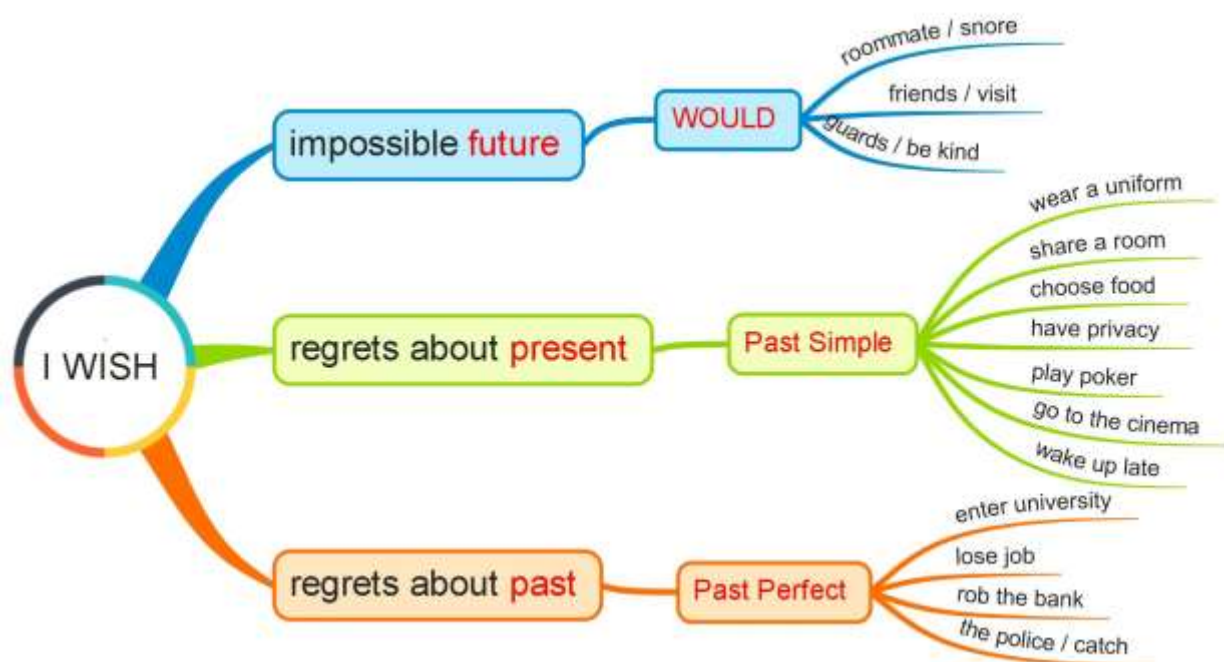 I WISH
impossible future
WOULD
roommate / snore
friends / visit
guards / be kind
regrets about present
Past Simple
wear a uniform
share a room
choose food
have privacy
play poker
go to the cinema
wake up late
regrets about past
Past Perfect
enter university
lose job
rob the bank
the police / catch